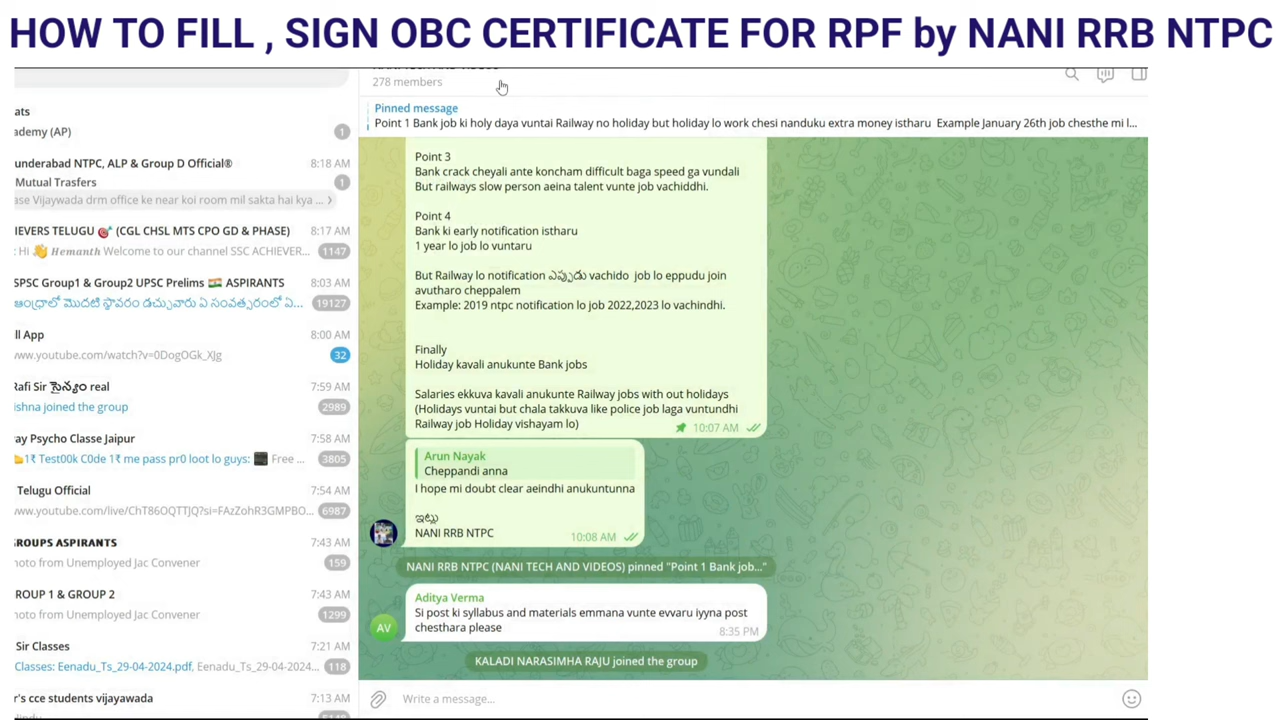 HOW TO FILL , SIGN OBC CERTIFICATE FOR RPF by NANI RRB NTPC
278 members
Pinned message
Point 1 Bank job ki holy daya vuntai Railway no holiday but holiday lo work chesi nanduku extra money istharu Example January 26th job chesthe mi l...
ats
ademy (AP)
1
underabad NTPC, ALP & Group D Official®
8:18 AM
Mutual Trasfers
1
ase Vijaywada drm office ke near koi room mil sakta hai kya ...
IEVERS TELUGU 🎯 (CGL CHSL MTS CPO GD & PHASE)
8:17 AM
: Hi 👋 Hemanth Welcome to our channel SSC ACHIEVER...
1147
SPSC Group1 & Group2 UPSC Prelims 🇮🇳 ASPIRANTS
8:03 AM
ఆంధ్రాలో మొదటి స్థావరం డచ్చువారు ఏ సంవత్సరంలో ఏ...
19127
ll App
8:00 AM
ww.youtube.com/watch?v=0DogOGk_XJg
32
Rafi Sir సైన్యం real
7:59 AM
ishna joined the group
2989
ay Psycho Classe Jaipur
7:58 AM
1₹ Test00k C0de 1₹ me pass pr0 loot lo guys: Free ...
3805
Telugu Official
7:54 AM
www.youtube.com/live/ChT86OQTTJQ?si=FAzZohR3GMPBO...
6987
GROUPS ASPIRANTS
7:43 AM
hoto from Unemployed Jac Convener
159
ROUP 1 & GROUP 2
7:43 AM
hoto from Unemployed Jac Convener
1299
Sir Classes
7:21 AM
Classes: Eenadu_Ts_29-04-2024.pdf, Eenadu_Ts_29-04-2024...
118
r's cce students vijayawada
7:13 AM
Point 3
Bank crack cheyali ante koncham difficult baga speed ga vundali
But railways slow person aeina talent vunte job vachiddhi.
Point 4
Bank ki early notification istharu
1 year lo job lo vuntaru
But Railway lo notification ఎప్పుడు vachido job lo eppudu join
avutharo cheppalem
Example: 2019 ntpc notification lo job 2022,2023 lo vachindhi.
Finally
Holiday kavali anukunte Bank jobs
Salaries ekkuva kavali anukunte Railway jobs with out holidays
(Holidays vuntai but chala takkuva like police job laga vuntundhi
Railway job Holiday vishayam lo)
10:07 AM
Arun Nayak
Cheppandi anna
I hope mi doubt clear aeindhi anukuntunna
ఇట్లు
NANI RRB NTPC
10:08 AM
NANI RRB NTPC (NANI TECH AND VIDEOS) pinned "Point 1 Bank job..."
Aditya Verma
Si post ki syllabus and materials emmana vunte evvaru iyyna post
chesthara please
8:35 PM
AV
KALADI NARASIMHA RAJU joined the group
Write a message...